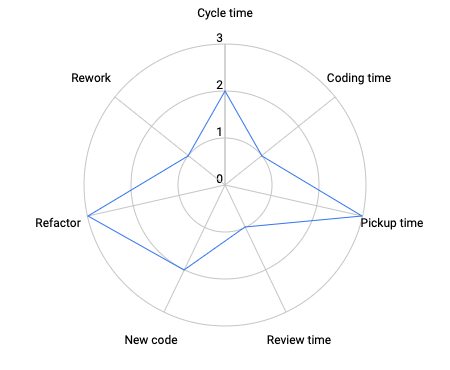 Cycle time
3
Rework
Coding time
2
1
0
Refactor
Pickup time
New code
Review time